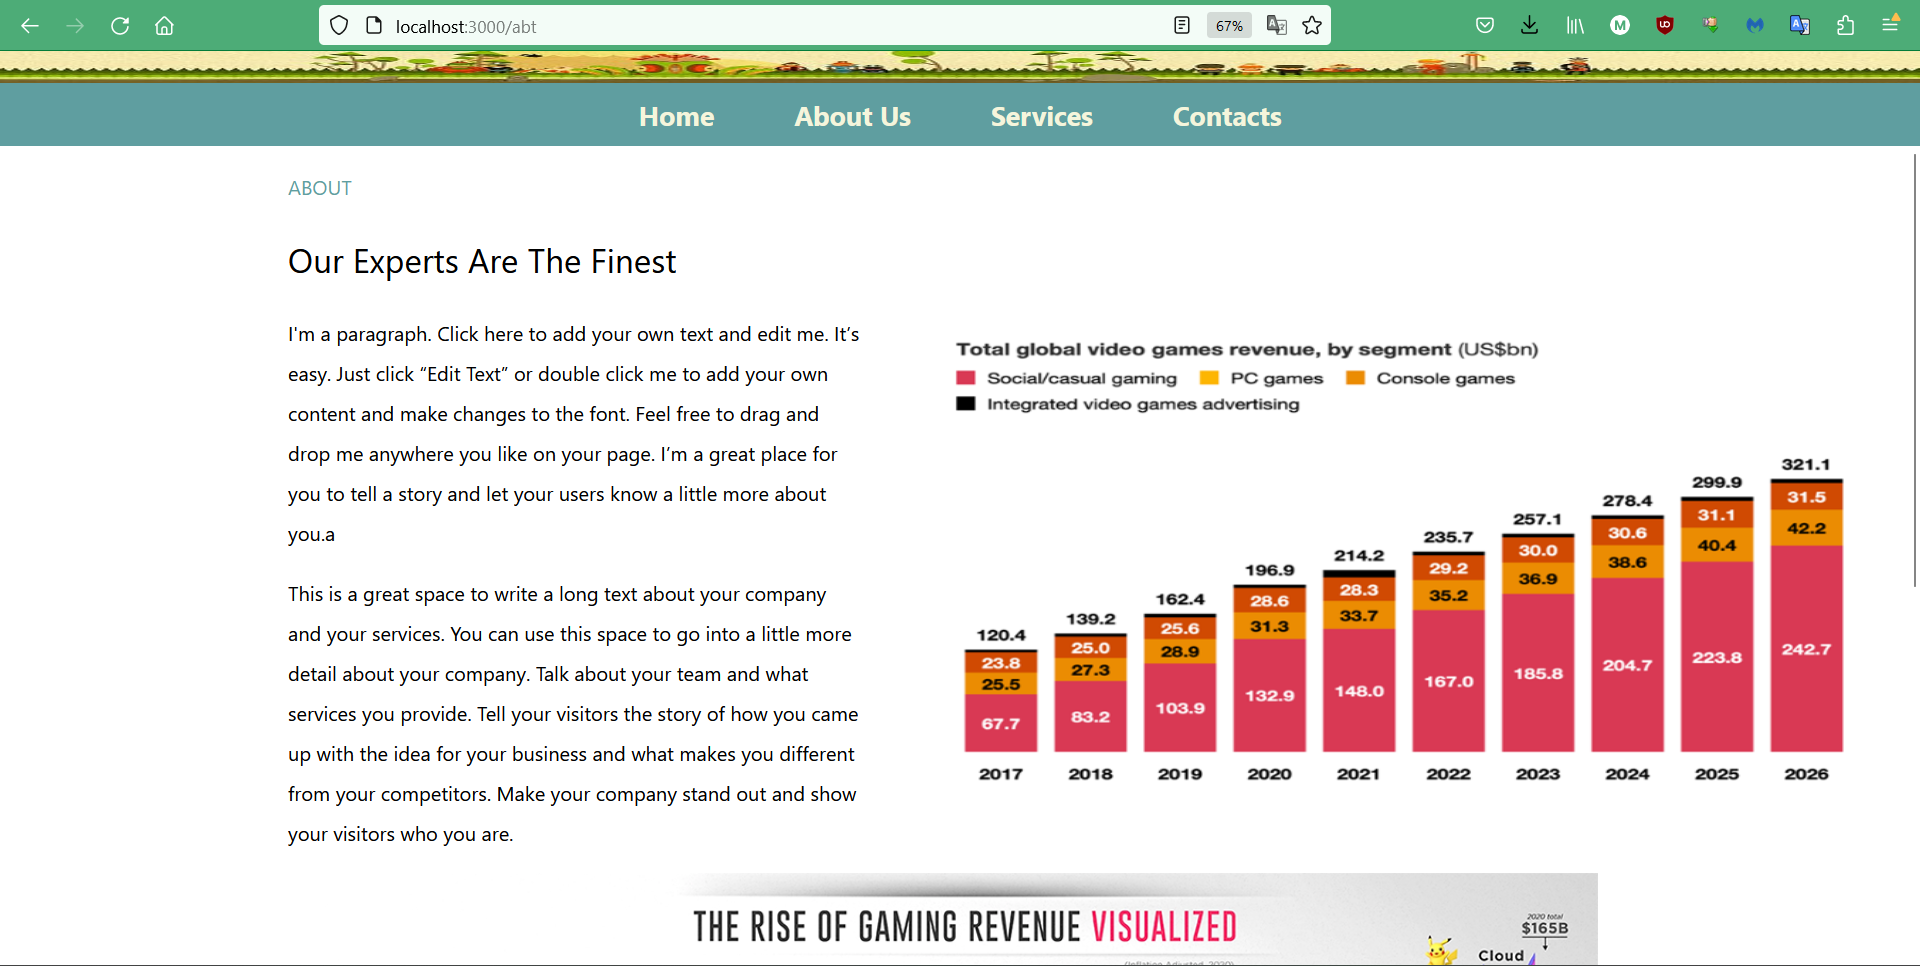 localhost:3000/abt
67%
Home About Us Services Contacts
ABOUT
Our Experts Are The Finest
I'm a paragraph. Click here to add your own text and edit me. It’s
easy. Just click “Edit Text” or double click me to add your own
content and make changes to the font. Feel free to drag and
drop me anywhere you like on your page. I’m a great place for
you to tell a story and let your users know a little more about
you.a
This is a great space to write a long text about your company
and your services. You can use this space to go into a little more
detail about your company. Talk about your team and what
services you provide. Tell your visitors the story of how you came
up with the idea for your business and what makes you different
from your competitors. Make your company stand out and show
your visitors who you are.
Total global video games revenue, by segment (US$bn)
Social/casual gaming PC games Console games
Integrated video games advertising
120.4 139.2 162.4 196.9 214.2 235.7 257.1 278.4 299.9 321.1
23.8 25.0 25.6 28.6 28.3 29.2 30.0 30.6 31.1 31.5
25.5 27.3 28.9 31.3 33.7 35.2 36.9 38.6 40.4 42.2
67.7 83.2 103.9 132.9 148.0 167.0 185.8 204.7 223.8 242.7
2017 2018 2019 2020 2021 2022 2023 2024 2025 2026
THE RISE OF GAMING REVENUE VISUALIZED
2020 total
$165B
Cloud